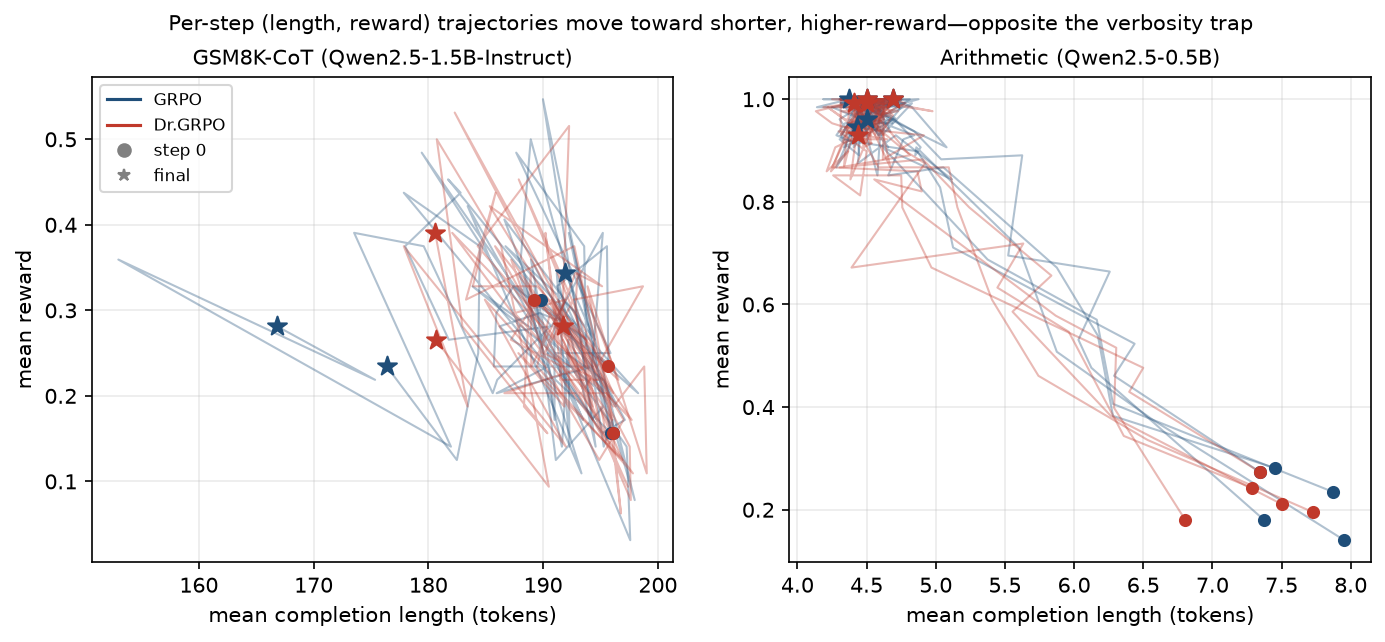 Per-step (length, reward) trajectories move toward shorter, higher-reward—opposite the verbosity trap
GSM8K-CoT (Qwen2.5-1.5B-Instruct)
GRPO
Dr.GRPO
step 0
final
0.5
0.4
0.3
0.2
0.1
mean reward
160
170
180
190
200
mean completion length (tokens)
Arithmetic (Qwen2.5-0.5B)
1.0
0.8
0.6
0.4
0.2
mean reward
4.0
4.5
5.0
5.5
6.0
6.5
7.0
7.5
8.0
mean completion length (tokens)